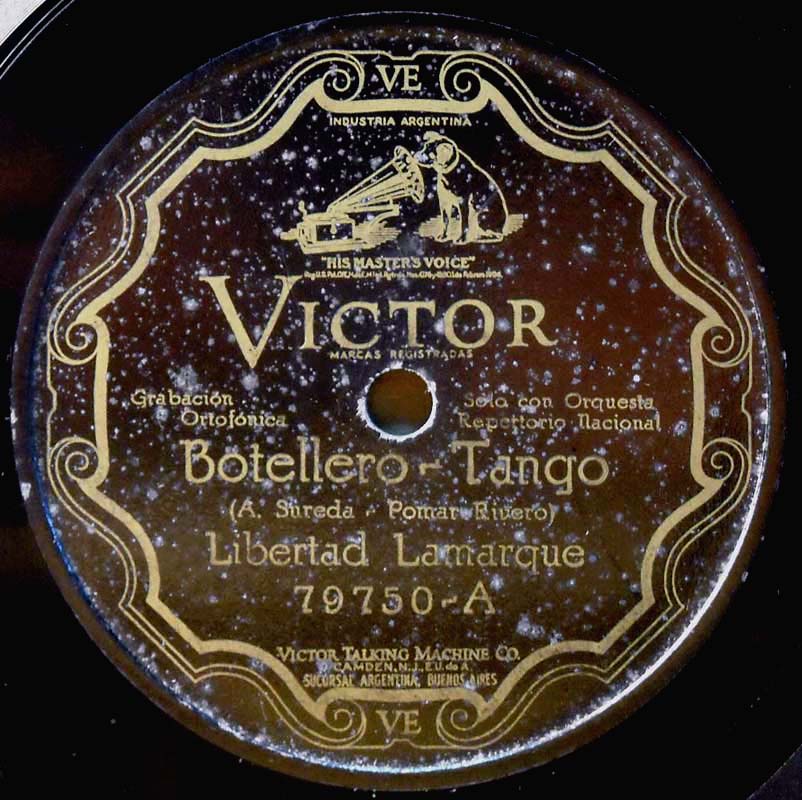 VE
INDUSTRIA ARGENTINA
"HIS MASTER'S VOICE"
VICTOR
MARCAS REGISTRADAS
Grabación
Ortofónica
Solo con Orquesta
Repertorio Nacional
Botellero - Tango
(A. Sureda - Pomar Rivero)
Libertad Lamarque
79750-A
VICTOR TALKING MACHINE CO.
CAMDEN, N.J., E.U. de A.
SUCURSAL ARGENTINA, BUENOS AIRES
VE